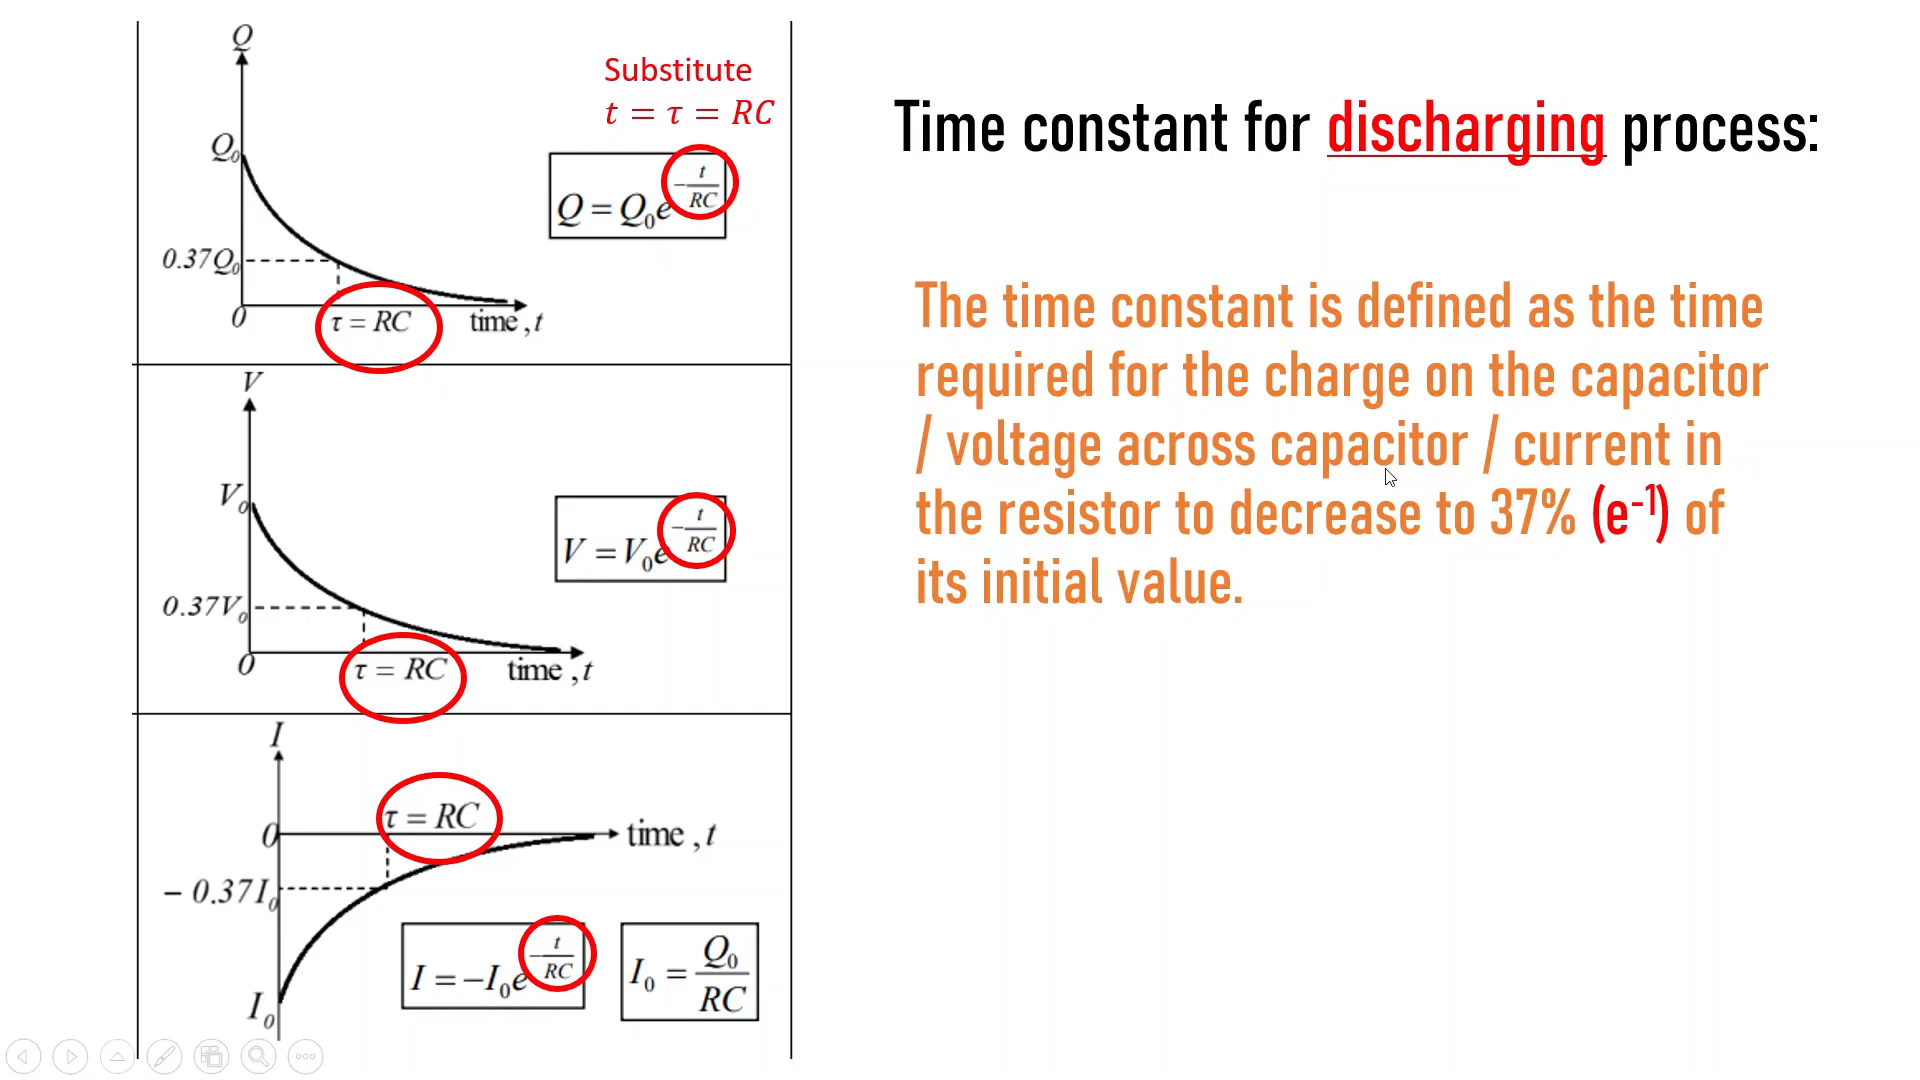 Q
Substitute
t = τ = RC
Time constant for discharging process:
Q₀
Q = Q₀e^(-t/RC)
0.37Q₀
0
τ = RC
time , t
The time constant is defined as the time
required for the charge on the capacitor
/ voltage across capacitor / current in
the resistor to decrease to 37% (e⁻¹) of
its initial value.
V
V₀
V = V₀e^(-t/RC)
0.37V₀
0
τ = RC
time , t
I
τ = RC
0
time , t
– 0.37I₀
I = –I₀e^(-t/RC)
I₀ = Q₀/RC
I₀